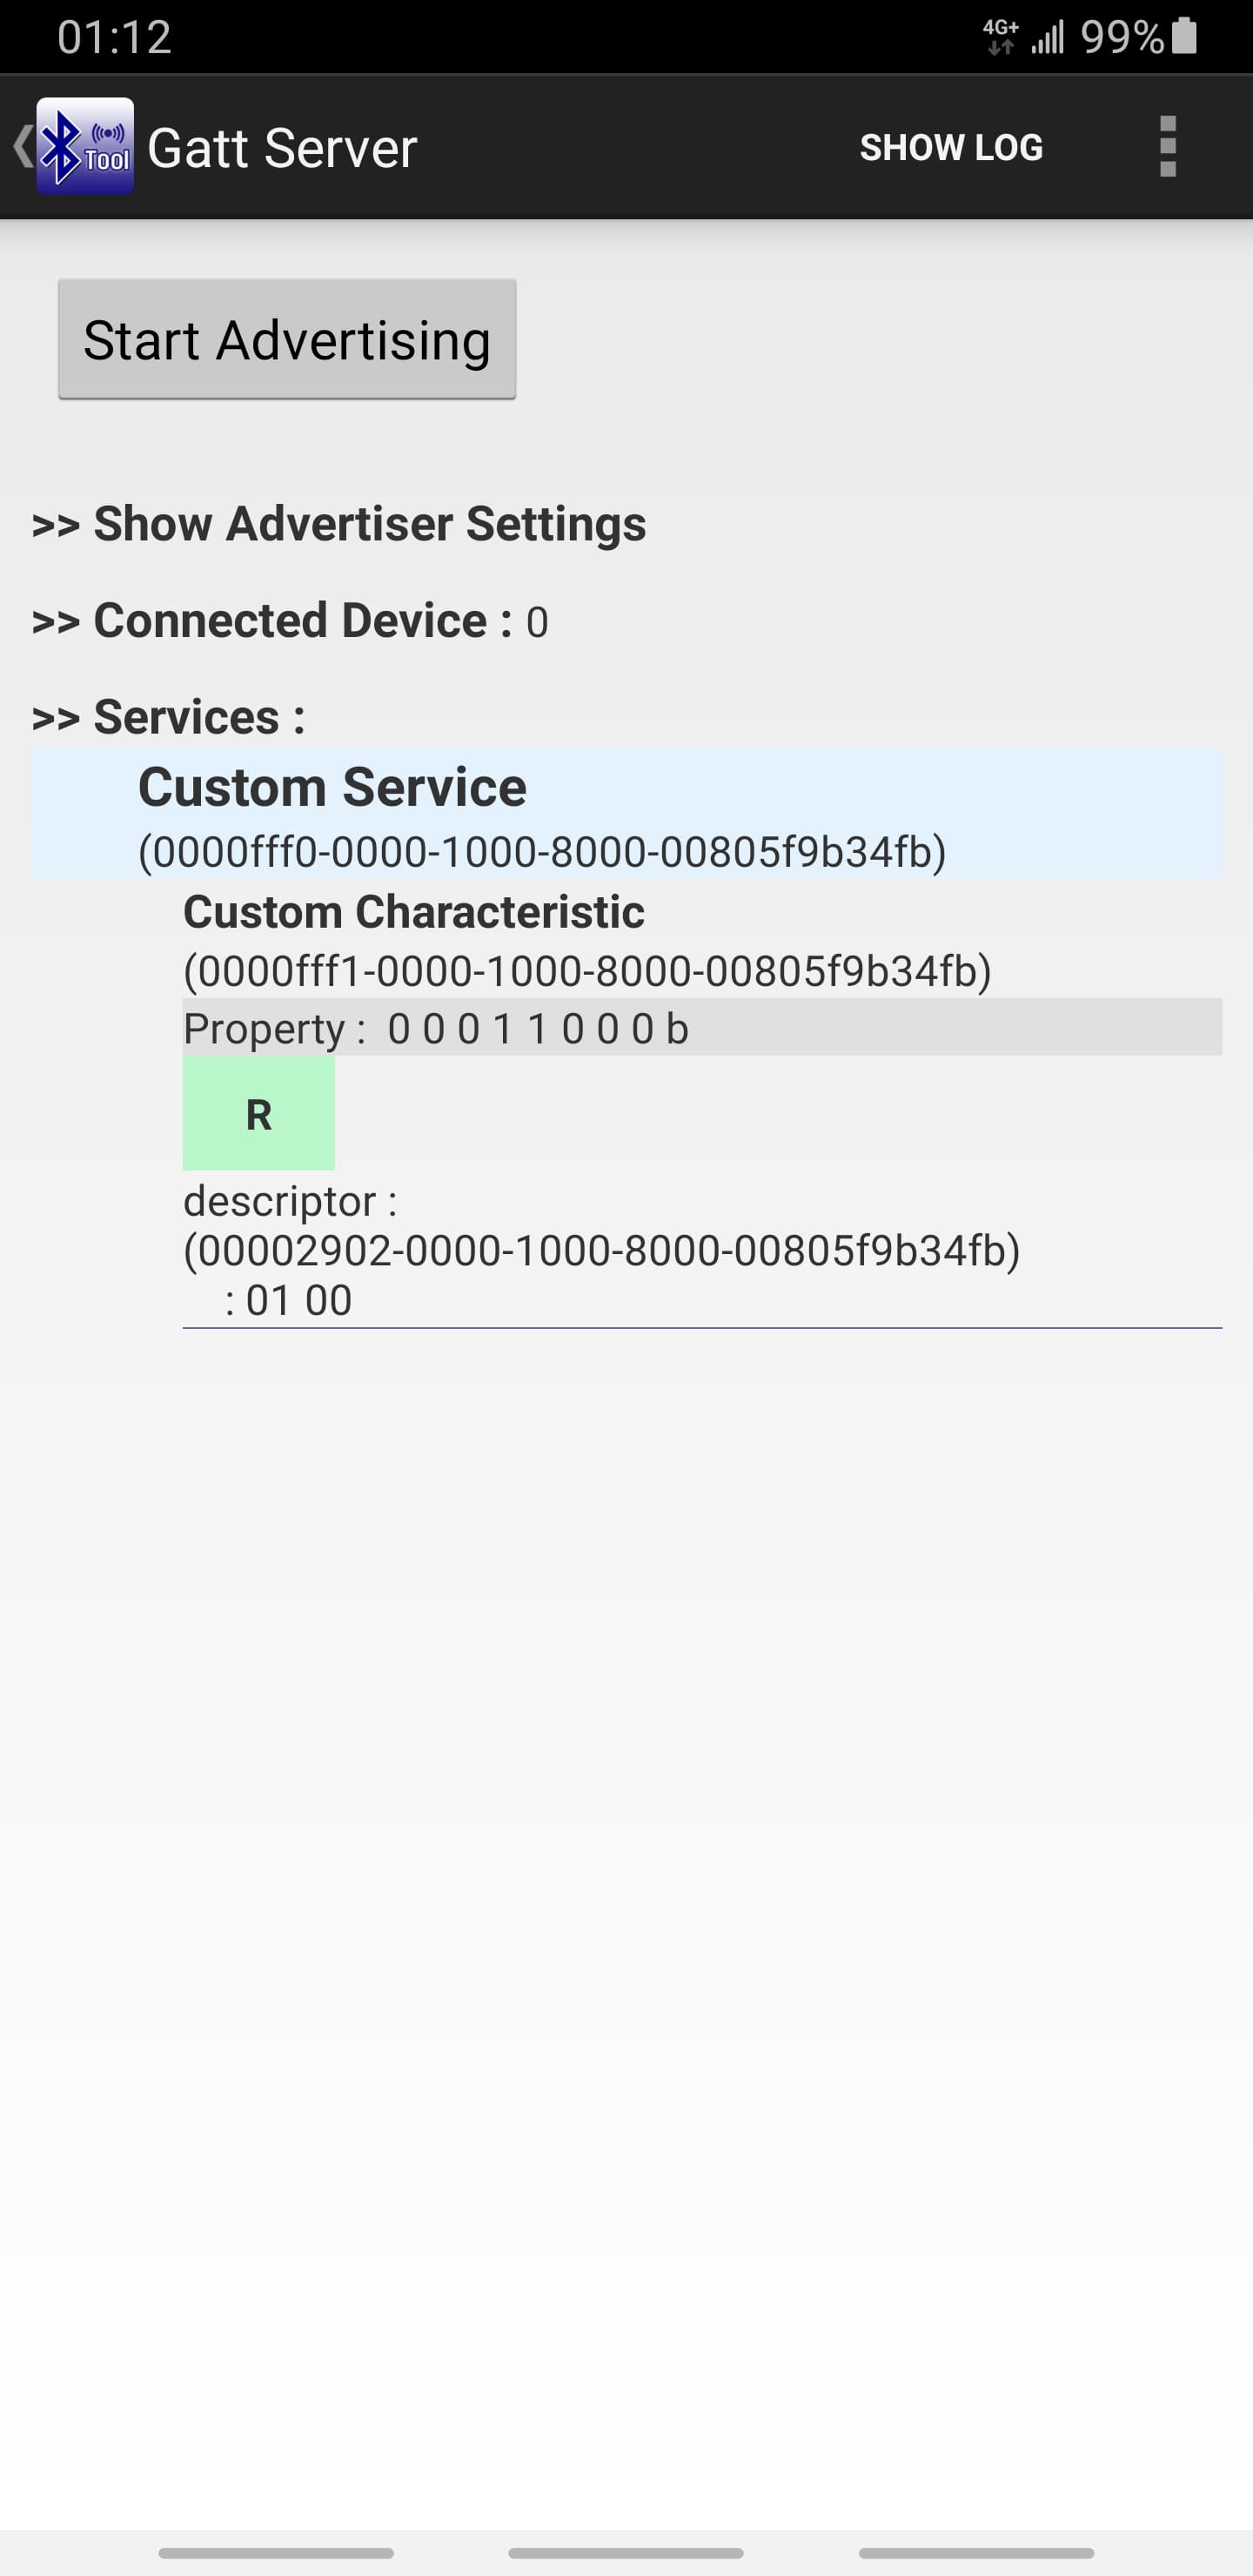 01:12 4G+ 99%
Tool Gatt Server SHOW LOG
Start Advertising
>> Show Advertiser Settings
>> Connected Device : 0
>> Services :
Custom Service
(0000fff0-0000-1000-8000-00805f9b34fb)
Custom Characteristic
(0000fff1-0000-1000-8000-00805f9b34fb)
Property : 0 0 0 1 1 0 0 0 b
R
descriptor :
(00002902-0000-1000-8000-00805f9b34fb)
: 01 00